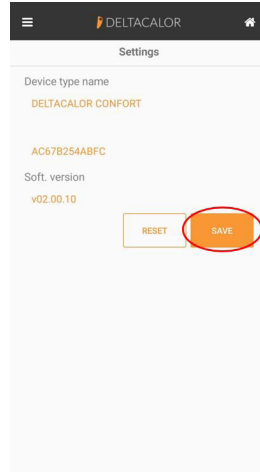 DELTACALOR
Settings
Device type name
DELTACALOR CONFORT
AC67B254ABFC
Soft. version
v02.00.10
RESET
SAVE